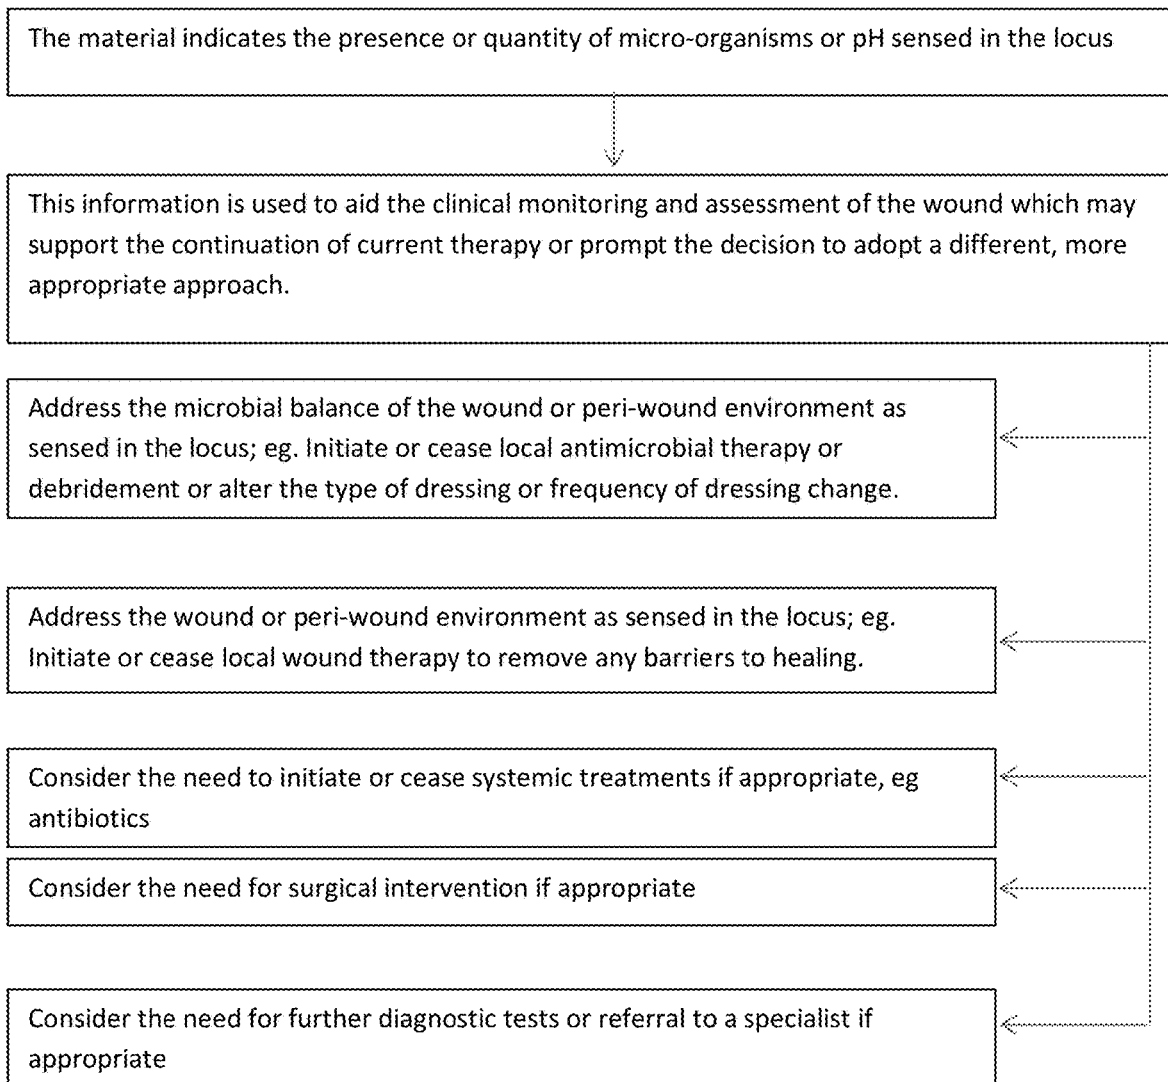 The material indicates the presence or quantity of micro-organisms or pH sensed in the locus
This information is used to aid the clinical monitoring and assessment of the wound which may
support the continuation of current therapy or prompt the decision to adopt a different, more
appropriate approach.
Address the microbial balance of the wound or peri-wound environment as
sensed in the locus; eg. Initiate or cease local antimicrobial therapy or
debridement or alter the type of dressing or frequency of dressing change.
Address the wound or peri-wound environment as sensed in the locus; eg.
Initiate or cease local wound therapy to remove any barriers to healing.
Consider the need to initiate or cease systemic treatments if appropriate, eg
antibiotics
Consider the need for surgical intervention if appropriate
Consider the need for further diagnostic tests or referral to a specialist if
appropriate